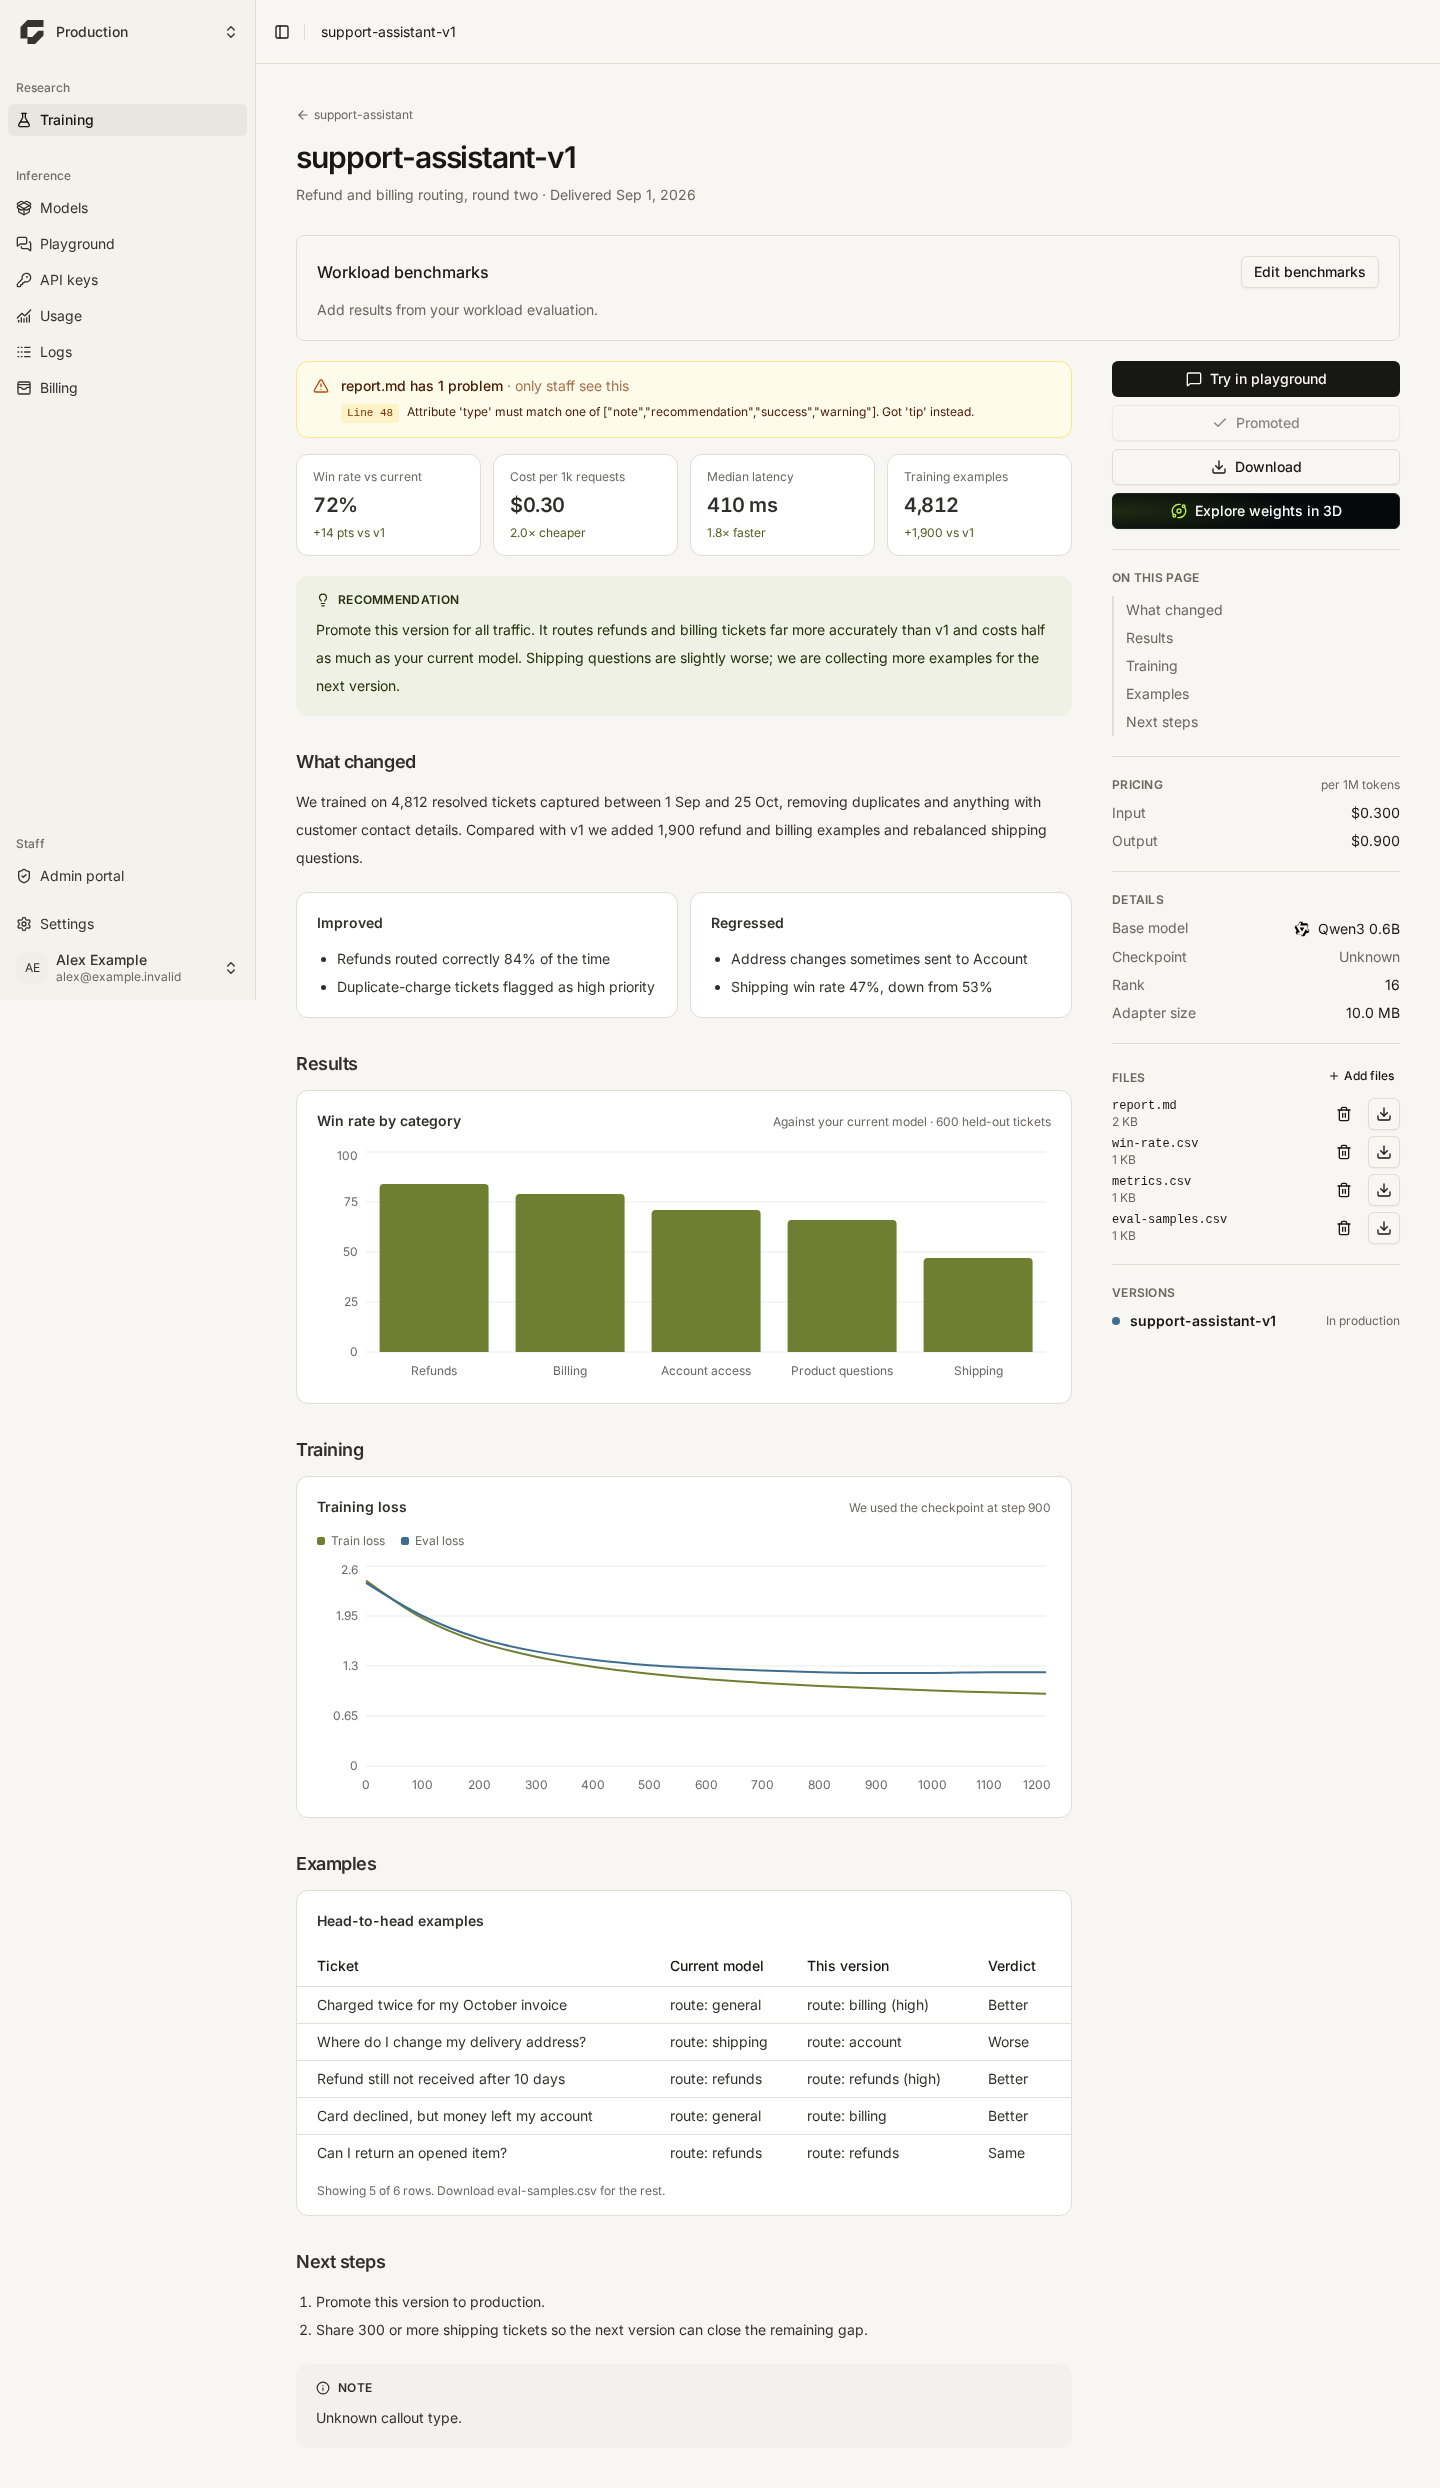 Production
Research
Training
Inference
Models
Playground
API keys
Usage
Logs
Billing
Staff
Admin portal
Settings
AE
Alex Example
alex@example.invalid
support-assistant-v1
support-assistant
support-assistant-v1
Refund and billing routing, round two · Delivered Sep 1, 2026
Workload benchmarks
Edit benchmarks
Add results from your workload evaluation.
report.md has 1 problem · only staff see this
Line 48 Attribute 'type' must match one of ["note","recommendation","success","warning"]. Got 'tip' instead.
Win rate vs current
72%
+14 pts vs v1
Cost per 1k requests
$0.30
2.0× cheaper
Median latency
410 ms
1.8× faster
Training examples
4,812
+1,900 vs v1
RECOMMENDATION
Promote this version for all traffic. It routes refunds and billing tickets far more accurately than v1 and costs half
as much as your current model. Shipping questions are slightly worse; we are collecting more examples for the
next version.
What changed
We trained on 4,812 resolved tickets captured between 1 Sep and 25 Oct, removing duplicates and anything with
customer contact details. Compared with v1 we added 1,900 refund and billing examples and rebalanced shipping
questions.
Improved
Refunds routed correctly 84% of the time
Duplicate-charge tickets flagged as high priority
Regressed
Address changes sometimes sent to Account
Shipping win rate 47%, down from 53%
Results
Win rate by category
Against your current model · 600 held-out tickets
100
75
50
25
0
Refunds
Billing
Account access
Product questions
Shipping
Training
Training loss
We used the checkpoint at step 900
Train loss
Eval loss
2.6
1.95
1.3
0.65
0
0 100 200 300 400 500 600 700 800 900 1000 1100 1200
Examples
Head-to-head examples
Ticket Current model This version Verdict
Charged twice for my October invoice route: general route: billing (high) Better
Where do I change my delivery address? route: shipping route: account Worse
Refund still not received after 10 days route: refunds route: refunds (high) Better
Card declined, but money left my account route: general route: billing Better
Can I return an opened item? route: refunds route: refunds Same
Showing 5 of 6 rows. Download eval-samples.csv for the rest.
Next steps
1. Promote this version to production.
2. Share 300 or more shipping tickets so the next version can close the remaining gap.
NOTE
Unknown callout type.
Try in playground
Promoted
Download
Explore weights in 3D
ON THIS PAGE
What changed
Results
Training
Examples
Next steps
PRICING per 1M tokens
Input $0.300
Output $0.900
DETAILS
Base model Qwen3 0.6B
Checkpoint Unknown
Rank 16
Adapter size 10.0 MB
FILES + Add files
report.md
2 KB
win-rate.csv
1 KB
metrics.csv
1 KB
eval-samples.csv
1 KB
VERSIONS
support-assistant-v1 In production